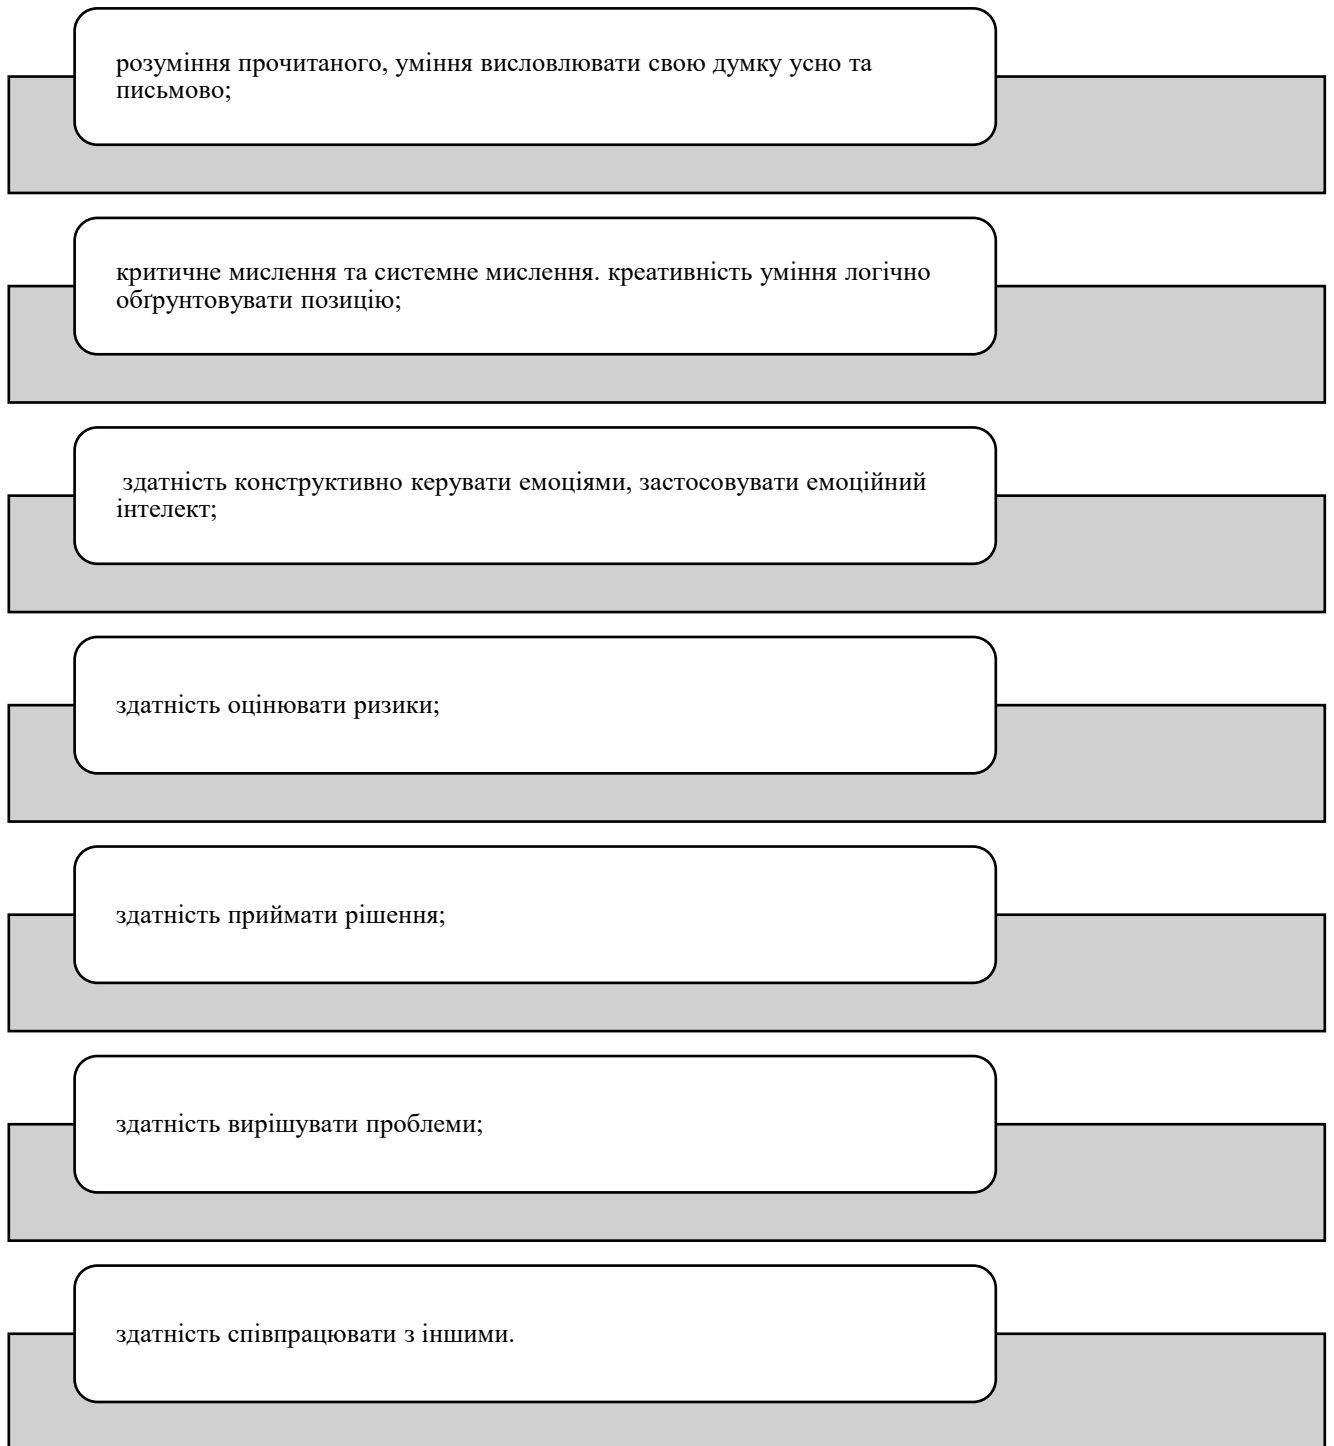 розуміння прочитаного, уміння висловлювати свою думку усно та
письмово;
критичне мислення та системне мислення. креативність уміння логічно
обґрунтовувати позицію;
здатність конструктивно керувати емоціями, застосовувати емоційний
інтелект;
здатність оцінювати ризики;
здатність приймати рішення;
здатність вирішувати проблеми;
здатність співпрацювати з іншими.